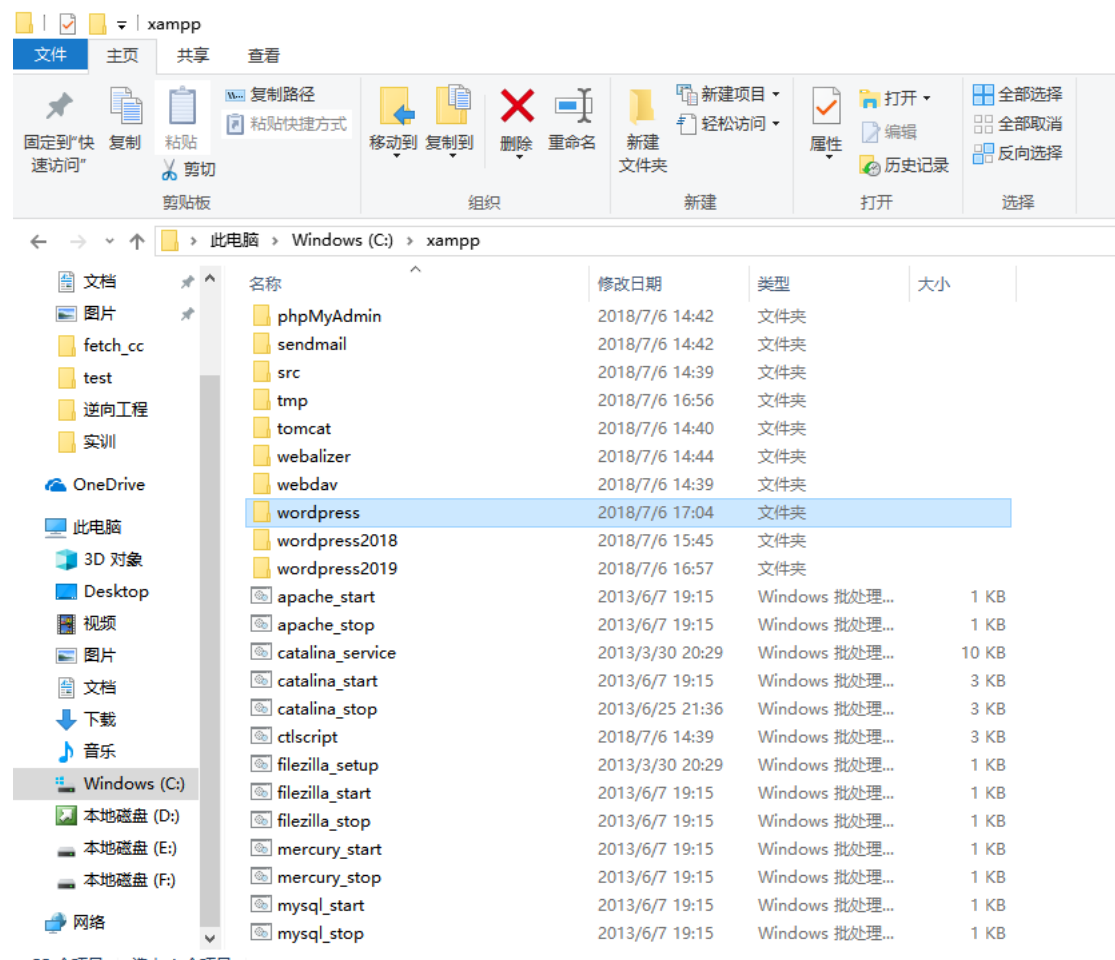 xampp
文件 主页 共享 查看
固定到"快速访问"
复制
粘贴
复制路径
粘贴快捷方式
剪切
移动到 复制到 删除 重命名
新建文件夹
新建项目
轻松访问
属性
打开
编辑
历史记录
全部选择
全部取消
反向选择
剪贴板 组织 新建 打开 选择
此电脑 > Windows (C:) > xampp
文档
图片
fetch_cc
test
逆向工程
实训
OneDrive
此电脑
3D 对象
Desktop
视频
图片
文档
下载
音乐
Windows (C:)
本地磁盘 (D:)
本地磁盘 (E:)
本地磁盘 (F:)
网络
名称 修改日期 类型 大小
phpMyAdmin 2018/7/6 14:42 文件夹
sendmail 2018/7/6 14:42 文件夹
src 2018/7/6 14:39 文件夹
tmp 2018/7/6 16:56 文件夹
tomcat 2018/7/6 14:40 文件夹
webalizer 2018/7/6 14:44 文件夹
webdav 2018/7/6 14:39 文件夹
wordpress 2018/7/6 17:04 文件夹
wordpress2018 2018/7/6 15:45 文件夹
wordpress2019 2018/7/6 16:57 文件夹
apache_start 2013/6/7 19:15 Windows 批处理... 1 KB
apache_stop 2013/6/7 19:15 Windows 批处理... 1 KB
catalina_service 2013/3/30 20:29 Windows 批处理... 10 KB
catalina_start 2013/6/7 19:15 Windows 批处理... 3 KB
catalina_stop 2013/6/25 21:36 Windows 批处理... 3 KB
ctlscript 2018/7/6 14:39 Windows 批处理... 3 KB
filezilla_setup 2013/3/30 20:29 Windows 批处理... 1 KB
filezilla_start 2013/6/7 19:15 Windows 批处理... 1 KB
filezilla_stop 2013/6/7 19:15 Windows 批处理... 1 KB
mercury_start 2013/6/7 19:15 Windows 批处理... 1 KB
mercury_stop 2013/6/7 19:15 Windows 批处理... 1 KB
mysql_start 2013/6/7 19:15 Windows 批处理... 1 KB
mysql_stop 2013/6/7 19:15 Windows 批处理... 1 KB